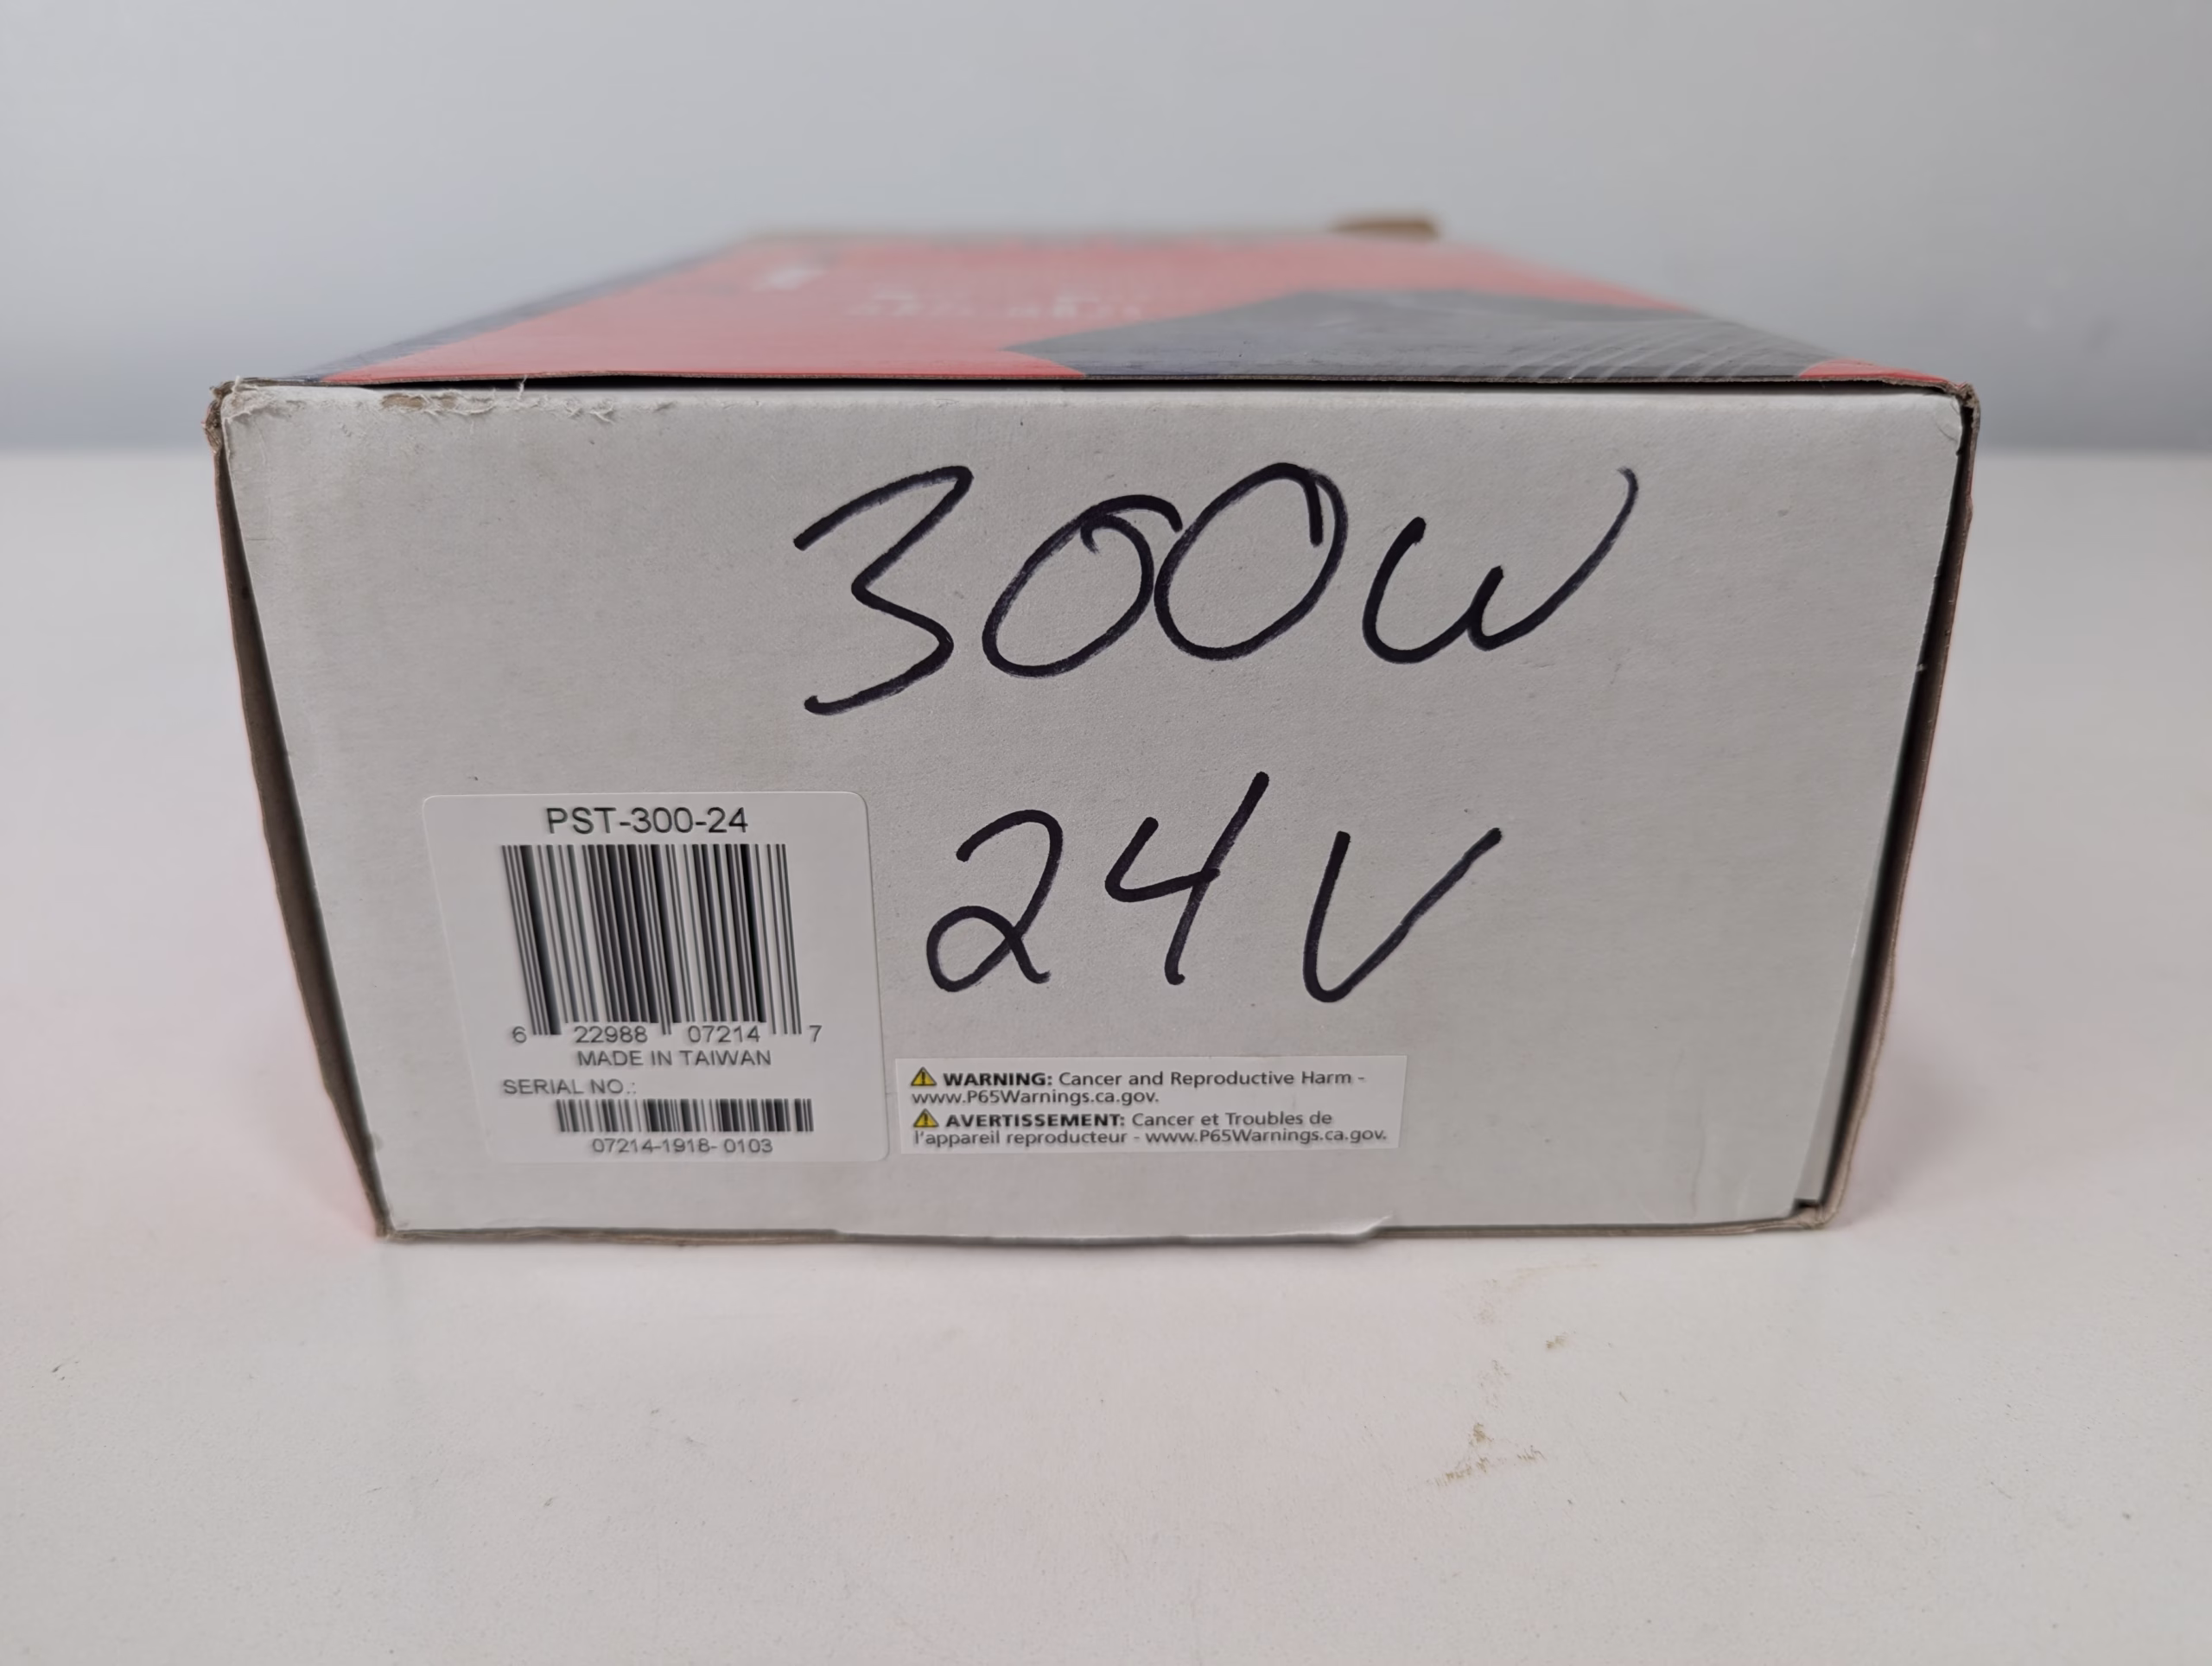 300W
24V
PST-300-24
6 22988 07214 7
MADE IN TAIWAN
SERIAL NO.:
07214-1918-0103
WARNING: Cancer and Reproductive Harm -
www.P65Warnings.ca.gov.
AVERTISSEMENT: Cancer et Troubles de
l'appareil reproducteur - www.P65Warnings.ca.gov.